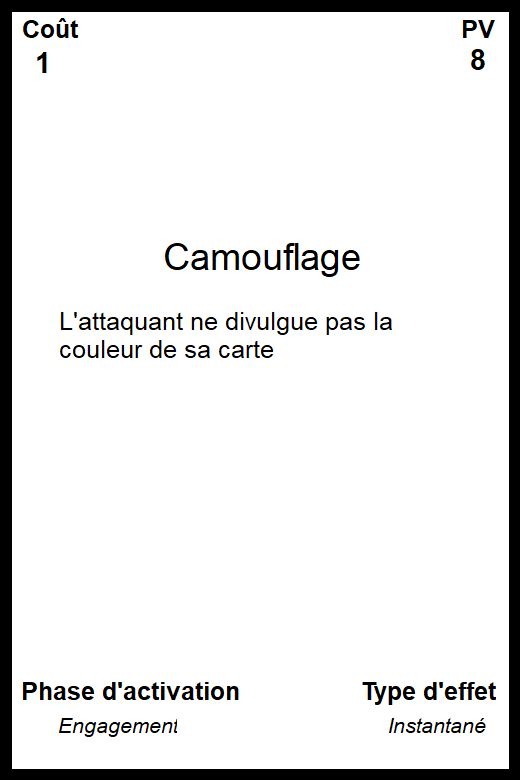 Coût PV
1 8
Camouflage
L'attaquant ne divulgue pas la
couleur de sa carte
Phase d'activation Type d'effet
Engagement Instantané